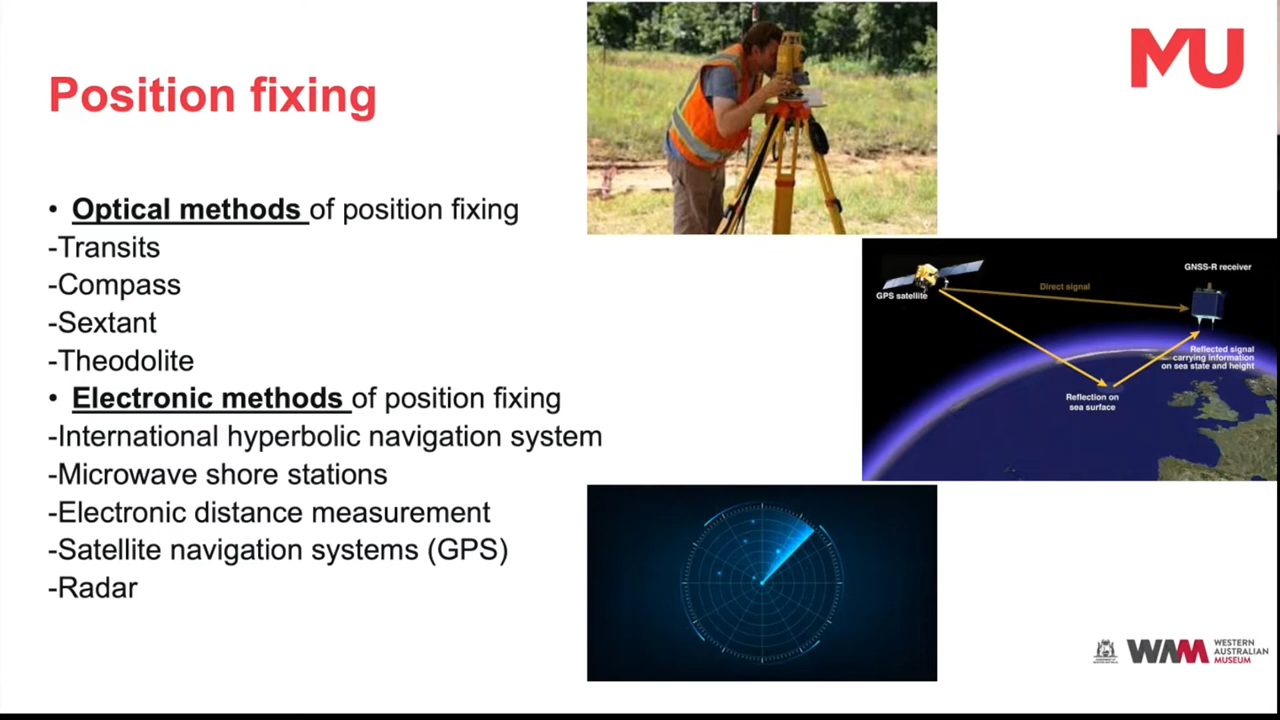 MU
Position fixing
• Optical methods of position fixing
-Transits
-Compass
-Sextant
-Theodolite
• Electronic methods of position fixing
-International hyperbolic navigation system
-Microwave shore stations
-Electronic distance measurement
-Satellite navigation systems (GPS)
-Radar
GNSS-R receiver
Direct signal
GPS satellite
Reflected signal
carrying information
on sea state and height
Reflection on
sea surface
WAM
WESTERN
AUSTRALIAN
MUSEUM